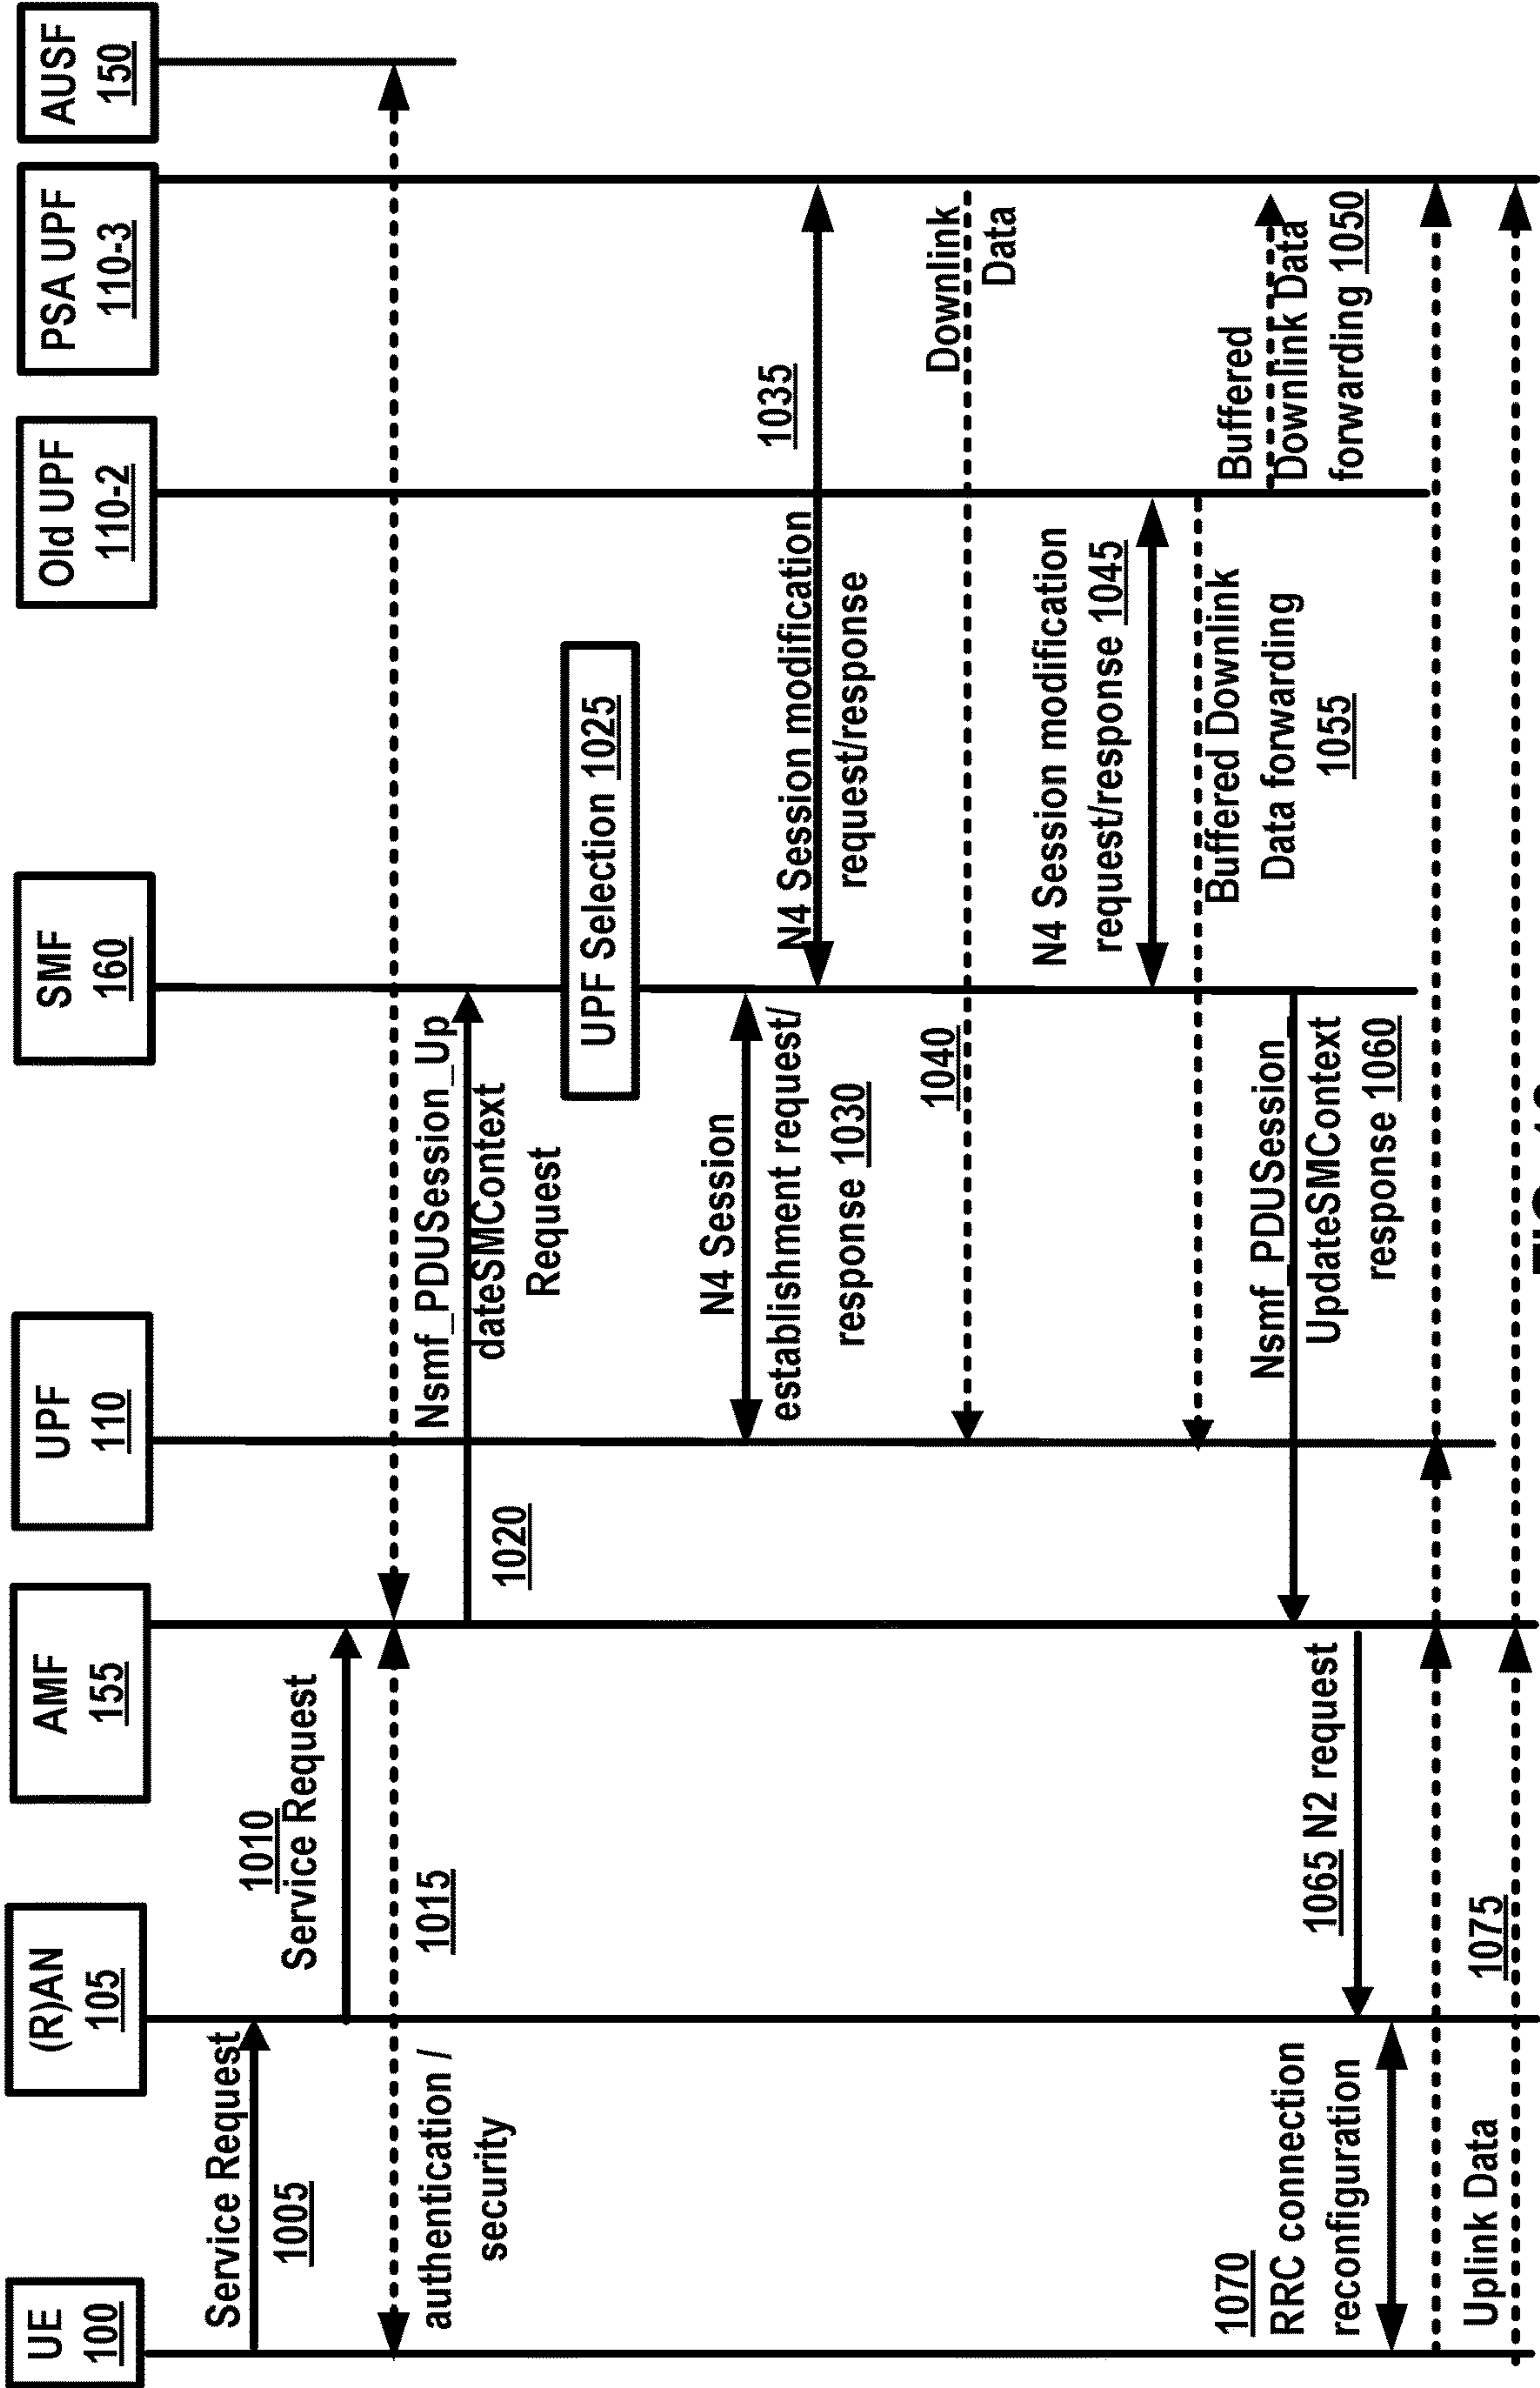 UE
100
(R)AN
105
AMF
155
UPF
110
SMF
160
Old UPF
110-2
PSA UPF
110-3
AUSF
150
Service Request
1005
1010
Service Request
authentication /
security
1015
Nsmf_PDUSession_Up
dateSMContext
Request
1020
UPF Selection 1025
N4 Session
establishment request/
response 1030
N4 Session modification
request/response
1035
Downlink
Data
1040
N4 Session modification
request/response 1045
Buffered
Downlink Data
forwarding 1050
Buffered Downlink
Data forwarding
1055
Nsmf_PDUSession_
UpdateSMContext
response 1060
1065 N2 request
1070
RRC connection
reconfiguration
Uplink Data
1075